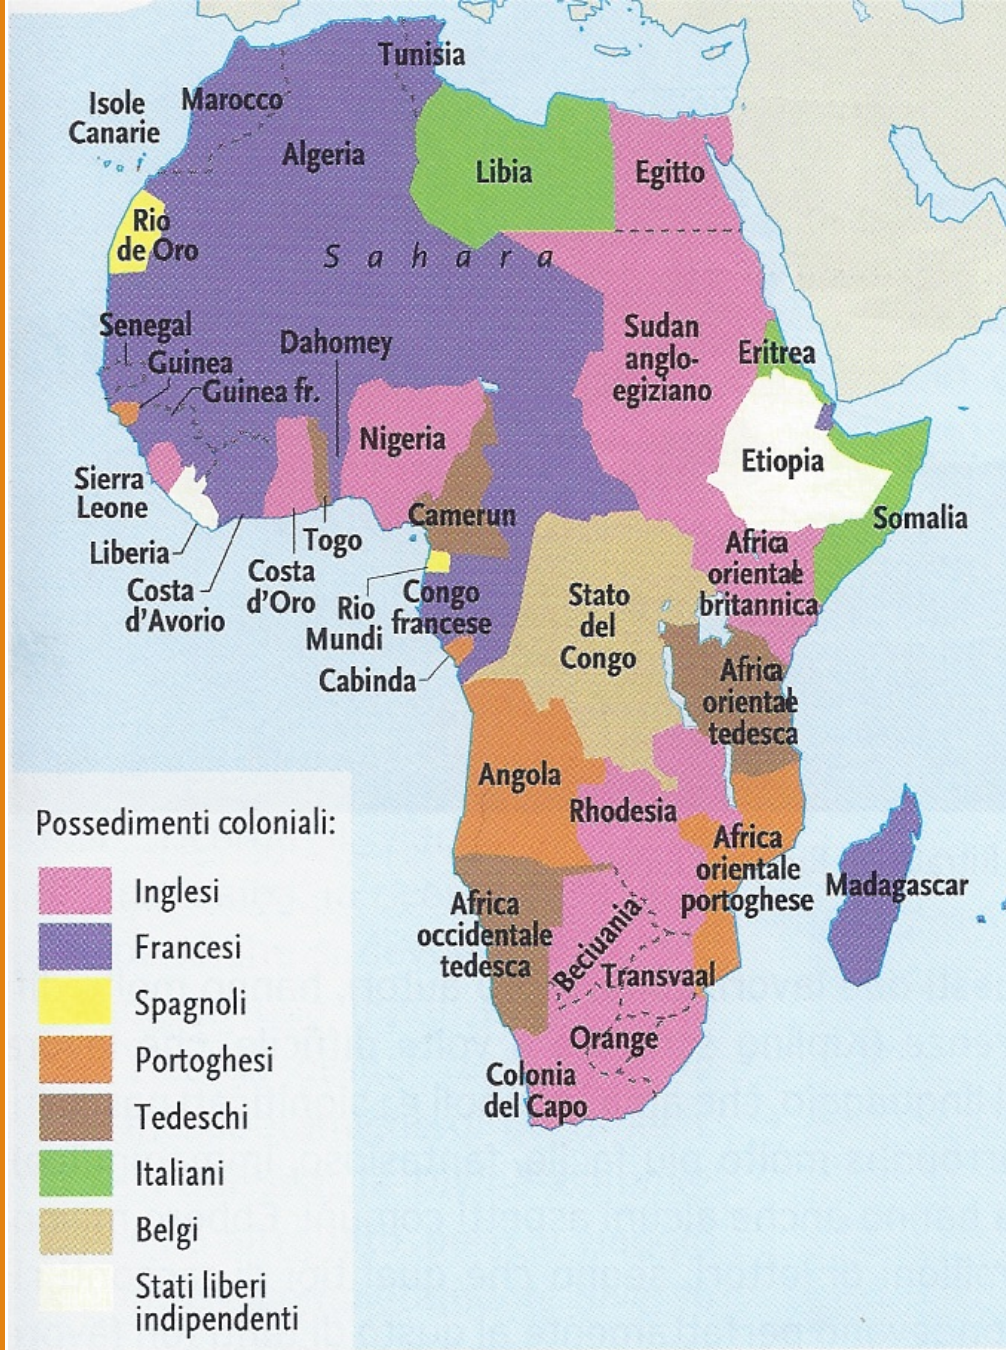 Tunisia
Isole
Canarie
Marocco
Algeria
Libia
Egitto
Rio
de Oro
Sahara
Senegal
Guinea
Guinea fr.
Dahomey
Sudan
anglo-
egiziano
Eritrea
Nigeria
Etiopia
Sierra
Leone
Liberia
Costa
d'Avorio
Costa
d'Oro
Togo
Camerun
Somalia
Rio
Mundi
Congo
francese
Cabinda
Stato
del
Congo
Africa
orientale
britannica
Africa
orientale
tedesca
Angola
Rhodesia
Africa
orientale
portoghese
Madagascar
Africa
occidentale
tedesca
Beciuania
Transvaal
Orange
Colonia
del Capo
Possedimenti coloniali:
Inglesi
Francesi
Spagnoli
Portoghesi
Tedeschi
Italiani
Belgi
Stati liberi
indipendenti